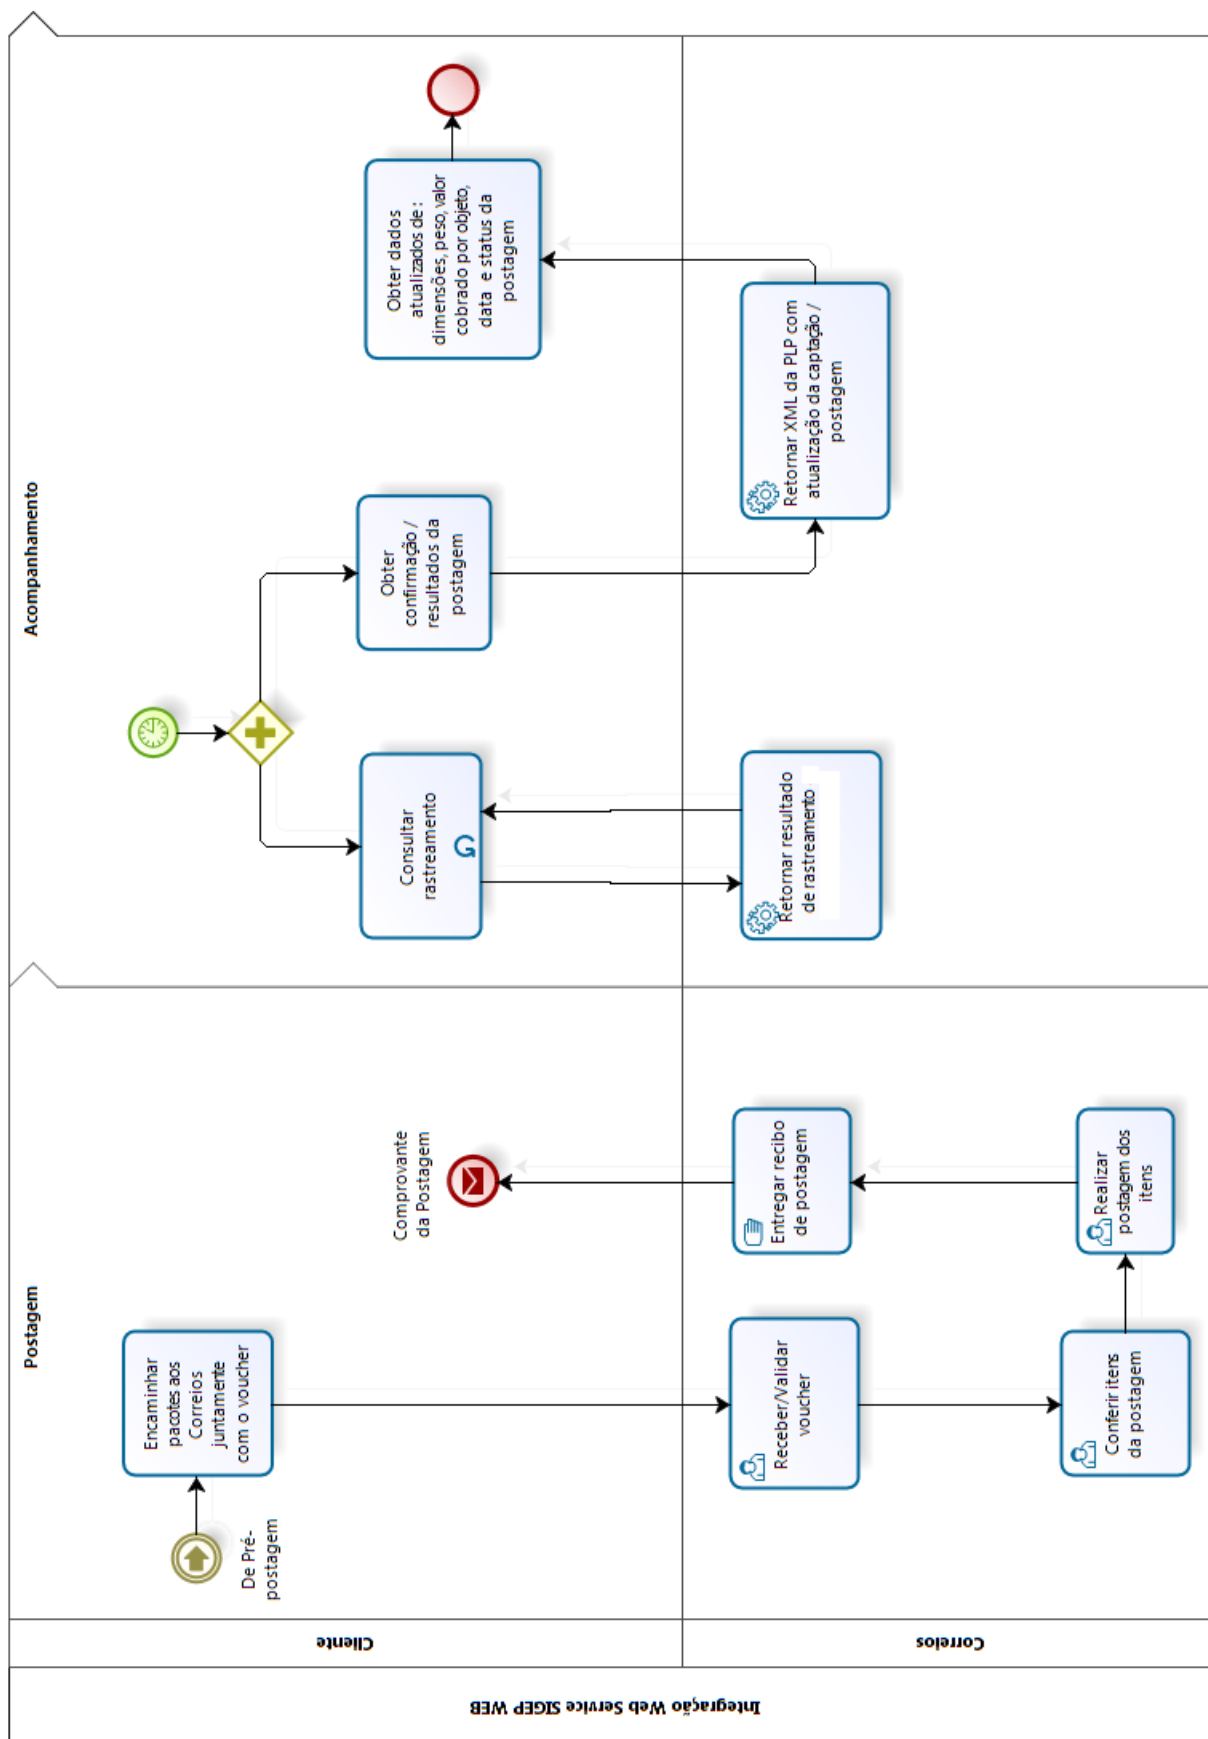 Integração Web Service SIGEP WEB
Cliente
Correios
Postagem
De Pré-
postagem
Encaminhar
pacotes aos
Correios
juntamente
com o voucher
Comprovante
da Postagem
Receber/Validar
voucher
Entregar recibo
de postagem
Conferir itens
da postagem
Realizar
postagem dos
itens
Acompanhamento
Consultar
rastreamento
Obter
confirmação /
resultados da
postagem
Obter dados
atualizados de :
dimensões, peso, valor
cobrado por objeto,
data e status da
postagem
Retornar resultado
de rastreamento
Retornar XML da PLP com
atualização da captação /
postagem